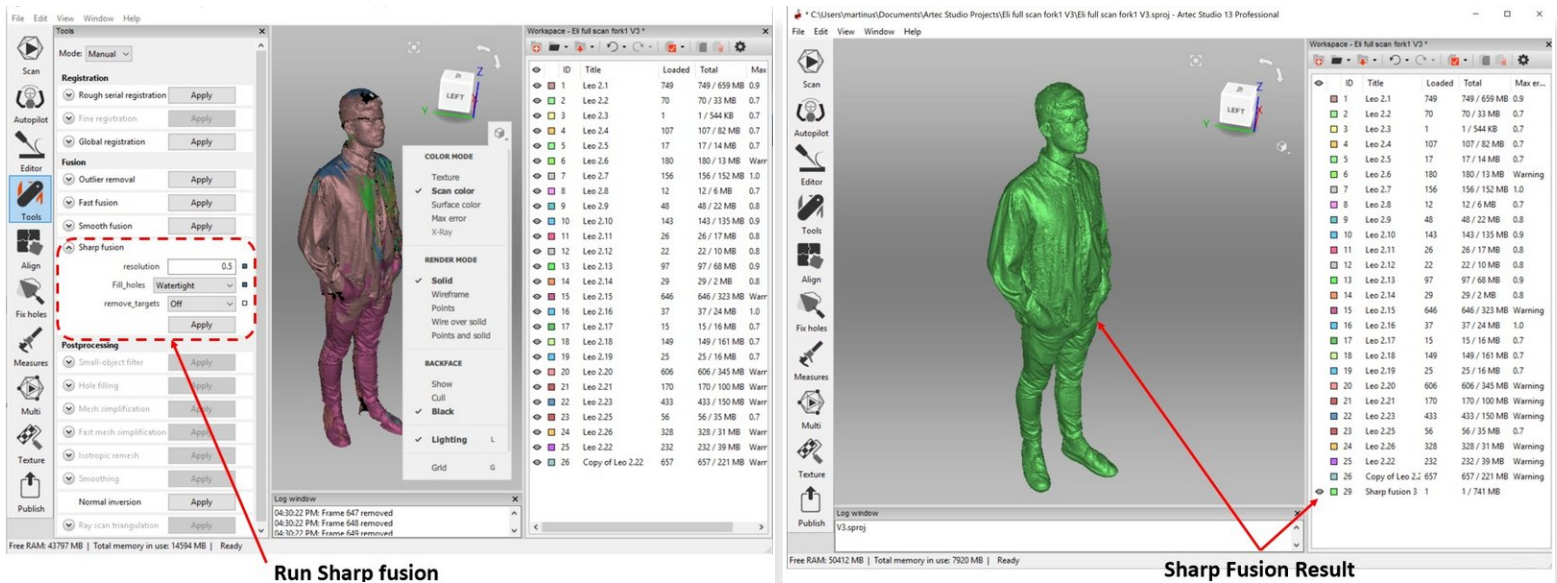 File Edit View Window Help
Tools
Mode: Manual
Registration
Rough serial registration Apply
Fine registration Apply
Global registration Apply
Fusion
Outlier removal Apply
Fast fusion Apply
Smooth fusion Apply
Sharp fusion
resolution 0.5
Fill_holes Watertight
remove_targets Off
Apply
Postprocessing
Small-object filter Apply
Hole filling Apply
Mesh simplification Apply
Fast mesh simplification Apply
Isotropic remesh Apply
Smoothing Apply
Normal inversion Apply
Ray scan triangulation Apply
Scan
Autopilot
Editor
Tools
Align
Fix holes
Measures
Multi
Texture
Publish
LEFT
Z
Y
COLOR MODE
Texture
Scan color
Surface color
Max error
X-Ray
RENDER MODE
Solid
Wireframe
Points
Wire over solid
Points and solid
BACKFACE
Show
Cull
Black
Lighting L
Grid G
Log window
04:30:22 PM: Frame 647 removed
04:30:22 PM: Frame 648 removed
04:30:22 PM: Frame 649 removed
Workspace - Eli full scan fork1 V3 *
ID Title Loaded Total Max
1 Leo 2.1 749 749 / 659 MB 0.9
2 Leo 2.2 70 70 / 33 MB 0.7
3 Leo 2.3 1 1 / 544 KB 0.7
4 Leo 2.4 107 107 / 82 MB 0.7
5 Leo 2.5 17 17 / 14 MB 0.7
6 Leo 2.6 180 180 / 13 MB Warr
7 Leo 2.7 156 156 / 152 MB 1.0
8 Leo 2.8 12 12 / 6 MB 0.7
9 Leo 2.9 48 48 / 22 MB 0.8
10 Leo 2.10 143 143 / 135 MB 0.9
11 Leo 2.11 26 26 / 17 MB 0.8
12 Leo 2.12 22 22 / 10 MB 0.8
13 Leo 2.13 97 97 / 68 MB 0.9
14 Leo 2.14 29 29 / 2 MB 0.8
15 Leo 2.15 646 646 / 323 MB Warr
16 Leo 2.16 37 37 / 24 MB 1.0
17 Leo 2.17 15 15 / 16 MB 0.7
18 Leo 2.18 149 149 / 161 MB 0.7
19 Leo 2.19 25 25 / 16 MB 0.7
20 Leo 2.20 606 606 / 345 MB Warr
21 Leo 2.21 170 170 / 100 MB Warr
22 Leo 2.23 433 433 / 150 MB Warr
23 Leo 2.25 56 56 / 35 MB 0.7
24 Leo 2.26 328 328 / 31 MB Warr
25 Leo 2.22 232 232 / 39 MB Warr
26 Copy of Leo 2.22 657 657 / 221 MB Warr
Free RAM: 43797 MB | Total memory in use: 14594 MB | Ready
Run Sharp fusion
* C:\Users\martinus\Documents\Artec Studio Projects\Eli full scan fork1 V3\Eli full scan fork1 V3.sproj - Artec Studio 13 Professional
File Edit View Window Help
Scan
Autopilot
Editor
Tools
Align
Fix holes
Measures
Multi
Texture
Publish
LEFT
Z
Y
Log window
V3.sproj
Workspace - Eli full scan fork1 V3 *
ID Title Loaded Total Max er...
1 Leo 2.1 749 749 / 659 MB 0.9
2 Leo 2.2 70 70 / 33 MB 0.7
3 Leo 2.3 1 1 / 544 KB 0.7
4 Leo 2.4 107 107 / 82 MB 0.7
5 Leo 2.5 17 17 / 14 MB 0.7
6 Leo 2.6 180 180 / 13 MB Warning
7 Leo 2.7 156 156 / 152 MB 1.0
8 Leo 2.8 12 12 / 6 MB 0.7
9 Leo 2.9 48 48 / 22 MB 0.8
10 Leo 2.10 143 143 / 135 MB 0.9
11 Leo 2.11 26 26 / 17 MB 0.8
12 Leo 2.12 22 22 / 10 MB 0.8
13 Leo 2.13 97 97 / 68 MB 0.9
14 Leo 2.14 29 29 / 2 MB 0.8
15 Leo 2.15 646 646 / 323 MB Warning
16 Leo 2.16 37 37 / 24 MB 1.0
17 Leo 2.17 15 15 / 16 MB 0.7
18 Leo 2.18 149 149 / 161 MB 0.7
19 Leo 2.19 25 25 / 16 MB 0.7
20 Leo 2.20 606 606 / 345 MB Warning
21 Leo 2.21 170 170 / 100 MB Warning
22 Leo 2.23 433 433 / 150 MB Warning
23 Leo 2.25 56 56 / 35 MB 0.7
24 Leo 2.26 328 328 / 31 MB Warning
25 Leo 2.22 232 232 / 39 MB Warning
26 Copy of Leo 2.2 657 657 / 221 MB Warning
29 Sharp fusion 3 1 1 / 741 MB
Free RAM: 50412 MB | Total memory in use: 7920 MB | Ready
Sharp Fusion Result